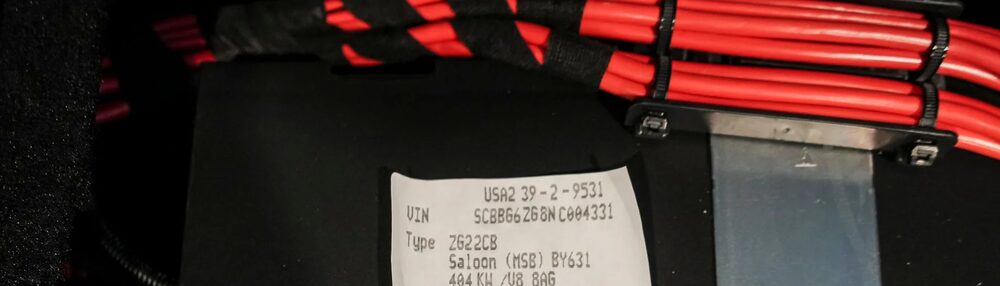 USA2 39-2-9531
VIN SCBBG6ZG8NC004331
Type ZG22CB
Saloon (MSB) BY631
404 KW /V8 8AG